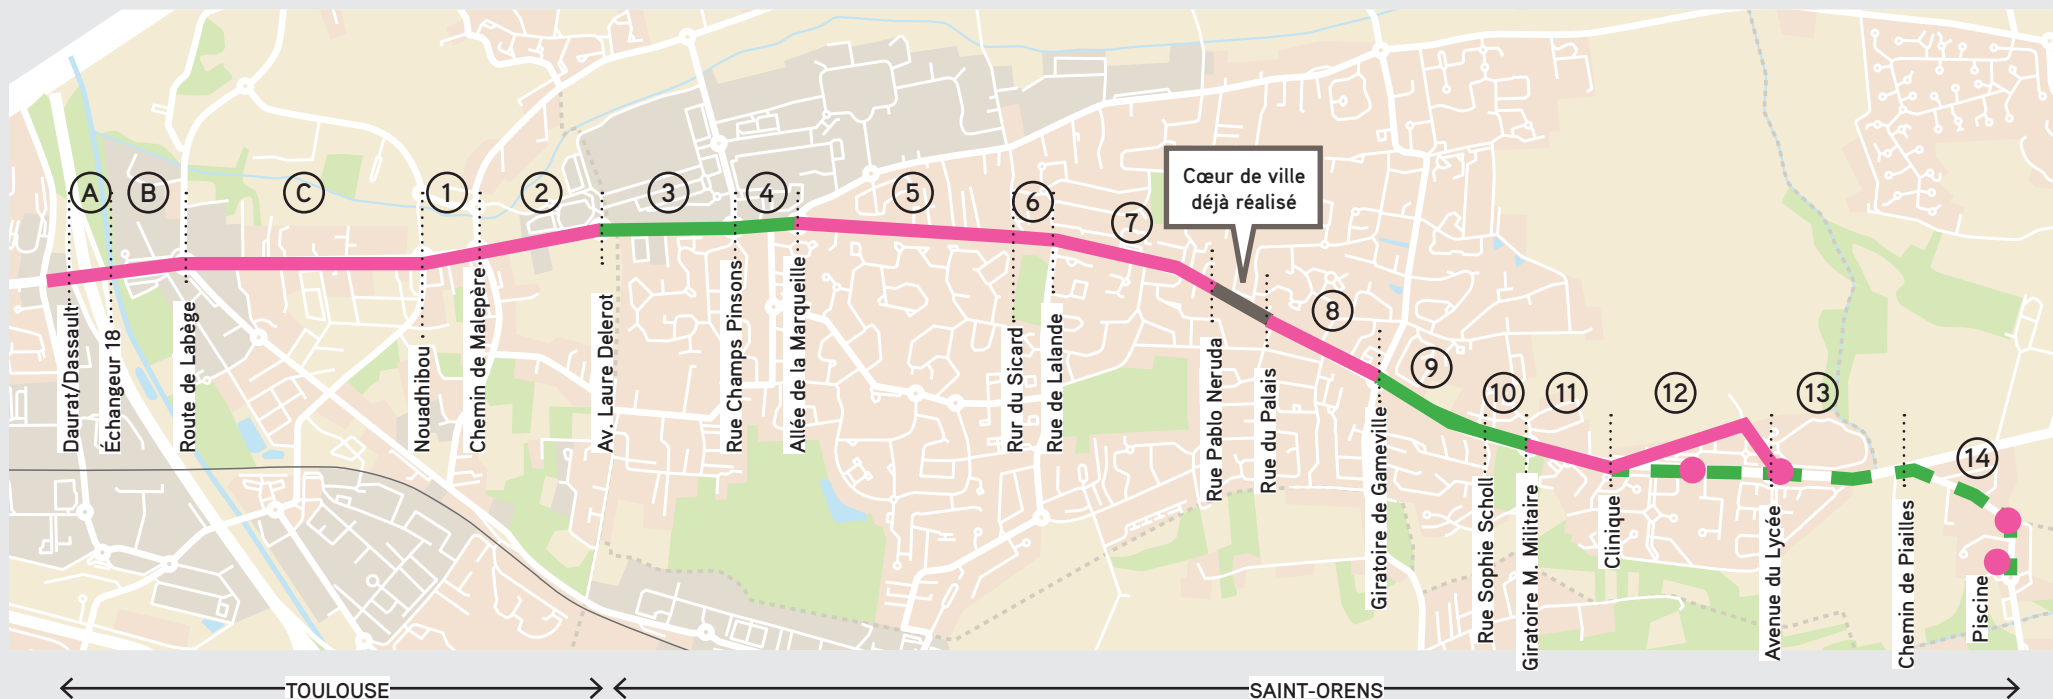 A
B
C
1
2
3
4
5
6
7
Cœur de ville
déjà réalisé
8
9
10
11
12
13
14
Daurat/Dassault
Échangeur 18
Route de Labège
Nouadhibou
Chemin de Malepère
Av. Laure Delerot
Rue Champs Pinsons
Allée de la Marqueille
Rur du Sicard
Rue de Lalande
Rue Pablo Neruda
Rue du Palais
Giratoire de Gameville
Rue Sophie Scholl
Giratoire M. Militaire
Clinique
Avenue du Lycée
Chemin de Piailles
Piscine
TOULOUSE
SAINT-ORENS